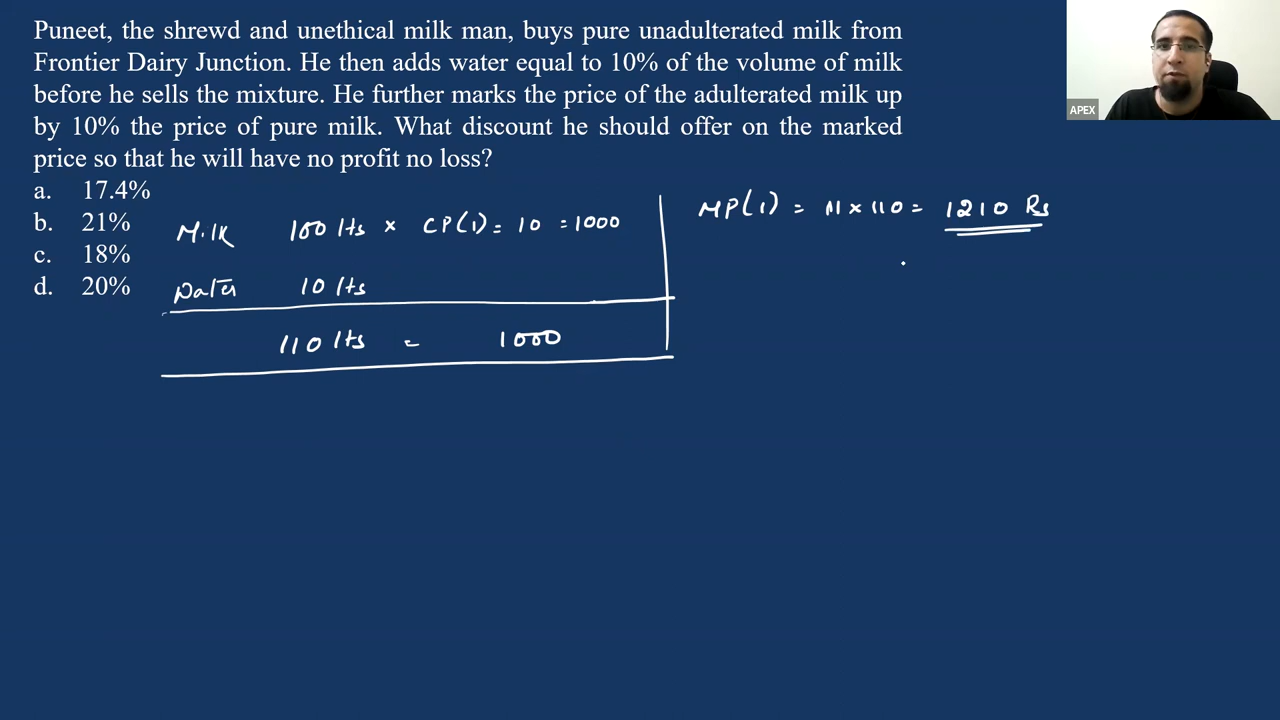 Puneet, the shrewd and unethical milk man, buys pure unadulterated milk from
Frontier Dairy Junction. He then adds water equal to 10% of the volume of milk
before he sells the mixture. He further marks the price of the adulterated milk up
by 10% the price of pure milk. What discount he should offer on the marked
price so that he will have no profit no loss?
a. 17.4%
b. 21%
c. 18%
d. 20%
Milk 100 lts × CP(1) = 10 = 1000
Water 10 lts
110 lts = 1000
MP(1) = 11 × 110 = 1210 Rs
APEX